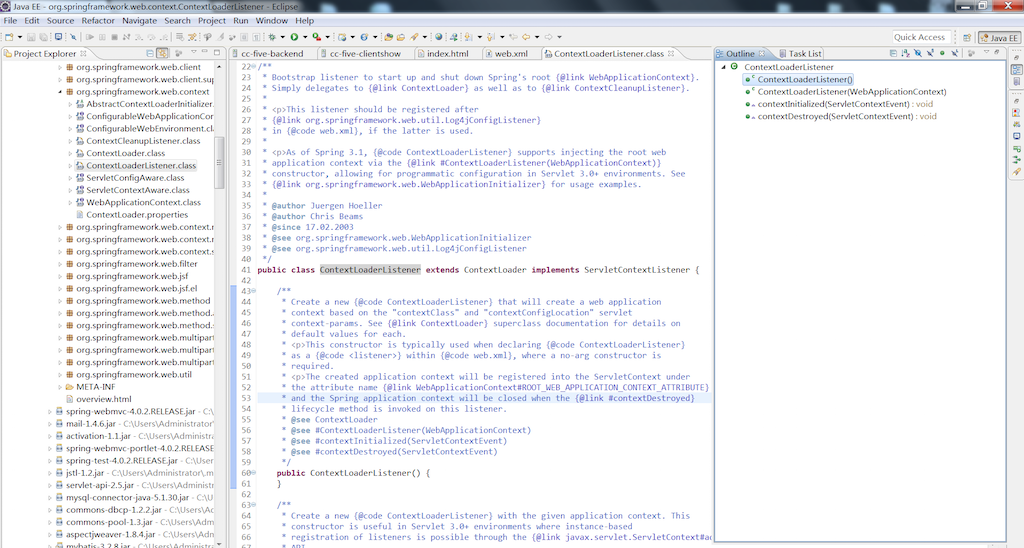 Java EE - org.springframework.web.context.ContextLoaderListener - Eclipse
File Edit Source Refactor Navigate Search Project Run Window Help
Quick Access
Java EE
Project Explorer
org.springframework.web.client
org.springframework.web.client.sup
org.springframework.web.context
AbstractContextLoaderInitializer.
ConfigurableWebApplicationCont
ConfigurableWebEnvironment.cla
ContextCleanupListener.class
ContextLoader.class
ContextLoaderListener.class
ServletConfigAware.class
ServletContextAware.class
WebApplicationContext.class
ContextLoader.properties
org.springframework.web.context.r
org.springframework.web.context.r
org.springframework.web.context.s
org.springframework.web.filter
org.springframework.web.jsf
org.springframework.web.jsf.el
org.springframework.web.method
org.springframework.web.method.
org.springframework.web.method.
org.springframework.web.multipart
org.springframework.web.multipart
org.springframework.web.multipart
org.springframework.web.util
META-INF
overview.html
spring-webmvc-4.0.2.RELEASE.jar - C:
mail-1.4.6.jar - C:\Users\Administrator\
activation-1.1.jar - C:\Users\Administra
spring-webmvc-portlet-4.0.2.RELEASE
spring-test-4.0.2.RELEASE.jar - C:\User
jstl-1.2.jar - C:\Users\Administrator\.m
servlet-api-2.5.jar - C:\Users\Administr
mysql-connector-java-5.1.30.jar - C:\U
commons-dbcp-1.2.2.jar - C:\Users\Ad
commons-pool-1.3.jar - C:\Users\Admi
aspectjweaver-1.8.4.jar - C:\Users\Adm
mybatis-3.2.8.jar - C:\Users\Administrat
cc-five-backend cc-five-clientshow index.html web.xml ContextLoaderListener.class
22 /**
23 * Bootstrap listener to start up and shut down Spring's root {@link WebApplicationContext}.
24 * Simply delegates to {@link ContextLoader} as well as to {@link ContextCleanupListener}.
25 *
26 * <p>This listener should be registered after
27 * {@link org.springframework.web.util.Log4jConfigListener}
28 * in {@code web.xml}, if the latter is used.
29 *
30 * <p>As of Spring 3.1, {@code ContextLoaderListener} supports injecting the root web
31 * application context via the {@link #ContextLoaderListener(WebApplicationContext)}
32 * constructor, allowing for programmatic configuration in Servlet 3.0+ environments. See
33 * {@link org.springframework.web.WebApplicationInitializer} for usage examples.
34 *
35 * @author Juergen Hoeller
36 * @author Chris Beams
37 * @since 17.02.2003
38 * @see org.springframework.web.WebApplicationInitializer
39 * @see org.springframework.web.util.Log4jConfigListener
40 */
41 public class ContextLoaderListener extends ContextLoader implements ServletContextListener {
42
43 /**
44 * Create a new {@code ContextLoaderListener} that will create a web application
45 * context based on the "contextClass" and "contextConfigLocation" servlet
46 * context-params. See {@link ContextLoader} superclass documentation for details on
47 * default values for each.
48 * <p>This constructor is typically used when declaring {@code ContextLoaderListener}
49 * as a {@code <listener>} within {@code web.xml}, where a no-arg constructor is
50 * required.
51 * <p>The created application context will be registered into the ServletContext under
52 * the attribute name {@link WebApplicationContext#ROOT_WEB_APPLICATION_CONTEXT_ATTRIBUTE}
53 * and the Spring application context will be closed when the {@link #contextDestroyed}
54 * lifecycle method is invoked on this listener.
55 * @see ContextLoader
56 * @see #ContextLoaderListener(WebApplicationContext)
57 * @see #contextInitialized(ServletContextEvent)
58 * @see #contextDestroyed(ServletContextEvent)
59 */
60 public ContextLoaderListener() {
61 }
62
63 /**
64 * Create a new {@code ContextLoaderListener} with the given application context. This
65 * constructor is useful in Servlet 3.0+ environments where instance-based
66 * registration of listeners is possible through the {@link javax.servlet.ServletContext#ad
67 * API.
Outline Task List
ContextLoaderListener
ContextLoaderListener()
ContextLoaderListener(WebApplicationContext)
contextInitialized(ServletContextEvent) : void
contextDestroyed(ServletContextEvent) : void